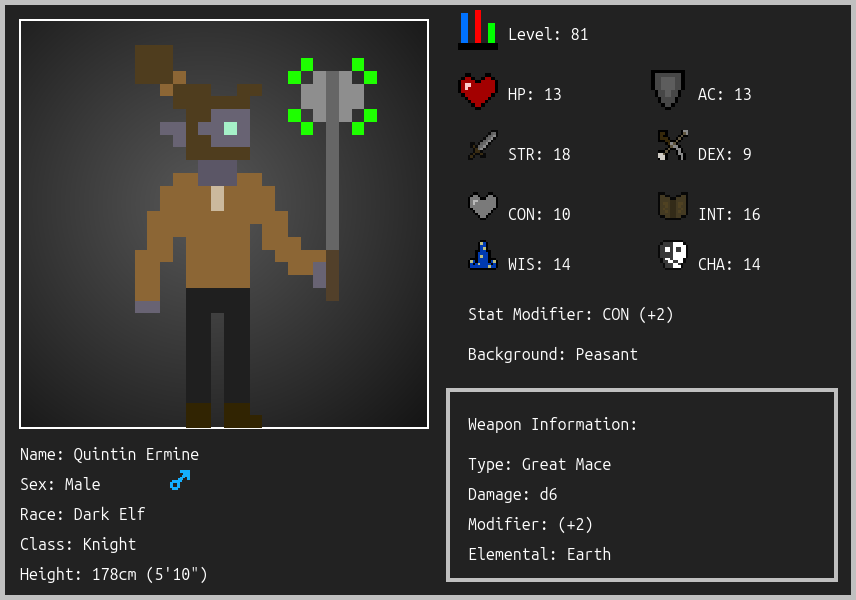 Level: 81
HP: 13
AC: 13
STR: 18
DEX: 9
CON: 10
INT: 16
WIS: 14
CHA: 14
Stat Modifier: CON (+2)
Background: Peasant
Name: Quintin Ermine
Sex: Male
Race: Dark Elf
Class: Knight
Height: 178cm (5'10")
Weapon Information:
Type: Great Mace
Damage: d6
Modifier: (+2)
Elemental: Earth